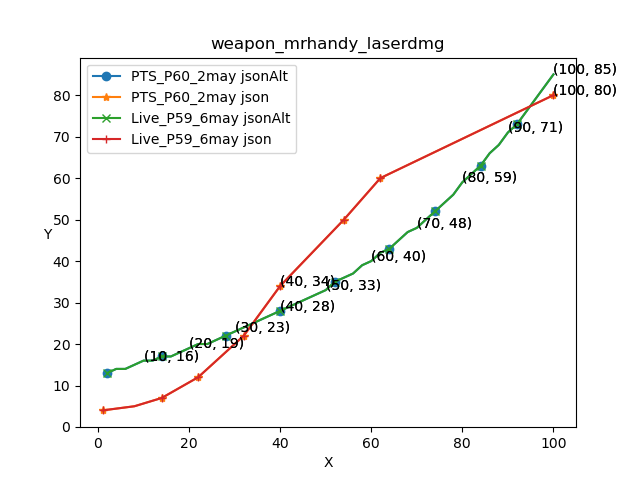 weapon_mrhandy_laserdmg
PTS_P60_2may jsonAlt
PTS_P60_2may json
Live_P59_6may jsonAlt
Live_P59_6may json
(100, 85)
(100, 80)
(90, 71)
(80, 59)
(70, 48)
(60, 40)
(40, 34)
(50, 33)
(40, 28)
(30, 23)
(20, 19)
(10, 16)
Y
80
70
60
50
40
30
20
10
0
0 20 40 60 80 100
X